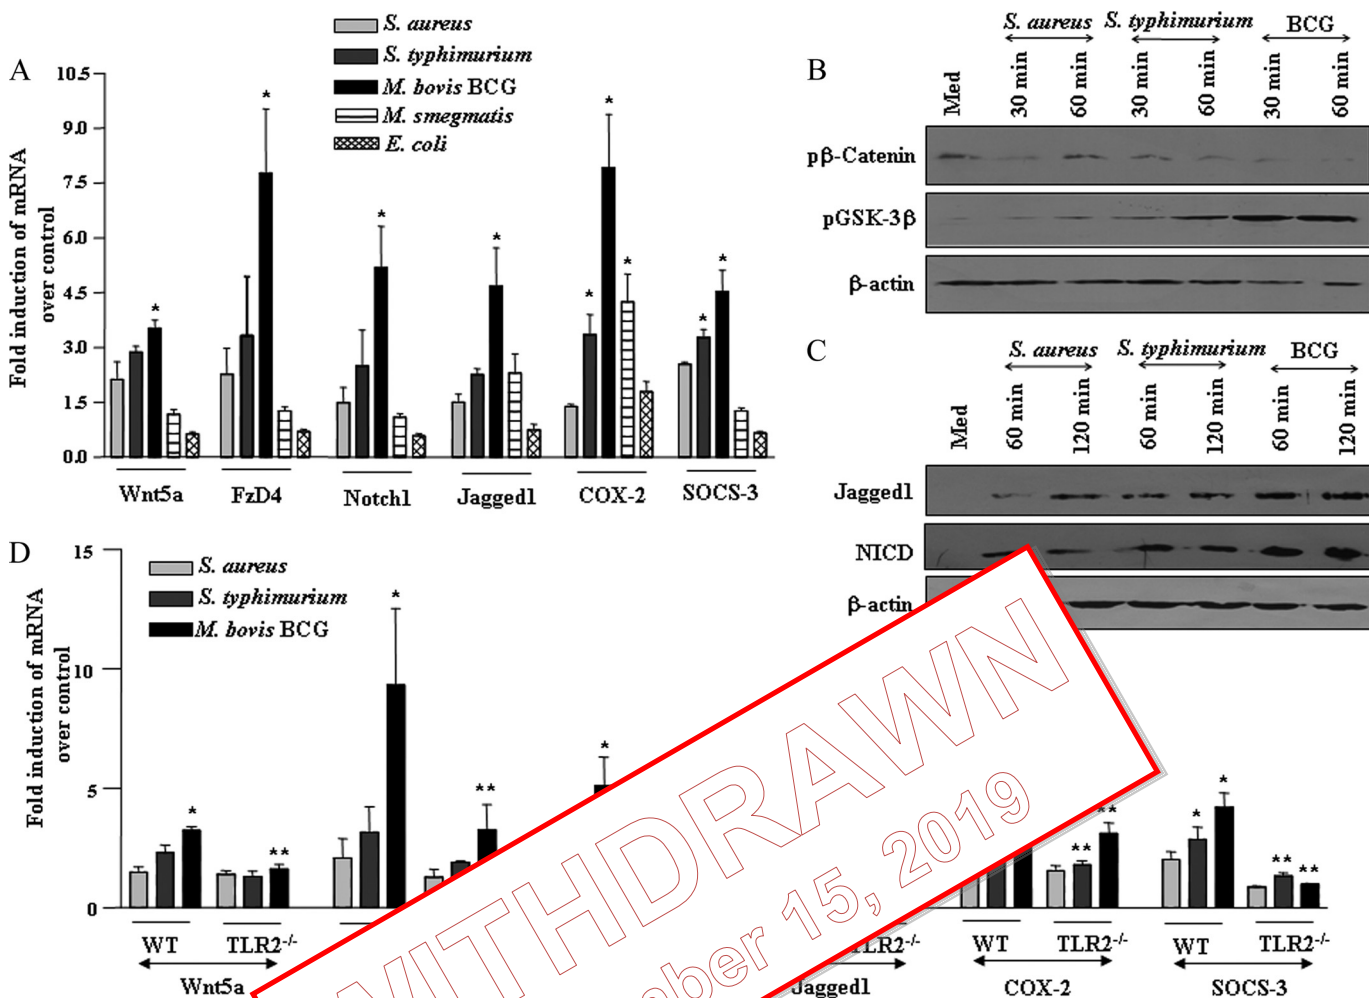 A
S. aureus
S. typhimurium
M. bovis BCG
M. smegmatis
E. coli
Fold induction of mRNA
over control
10.5
9.0
7.5
6.0
4.5
3.0
1.5
0.0
* * * * * * * * *
Wnt5a FzD4 Notch1 Jagged1 COX-2 SOCS-3
B
S. aureus S. typhimurium BCG
Med 30 min 60 min 30 min 60 min 30 min 60 min
pβ-Catenin
pGSK-3β
β-actin
C
S. aureus S. typhimurium BCG
Med 60 min 120 min 60 min 120 min 60 min 120 min
Jagged1
NICD
β-actin
D
S. aureus
S. typhimurium
M. bovis BCG
Fold induction of mRNA
over control
15
10
5
0
* ** * ** * ** ** * * ** **
WT TLR2-/- TLR2-/- WT TLR2-/- WT TLR2-/-
Wnt5a Jagged1 COX-2 SOCS-3
WITHDRAWN
15, 2019